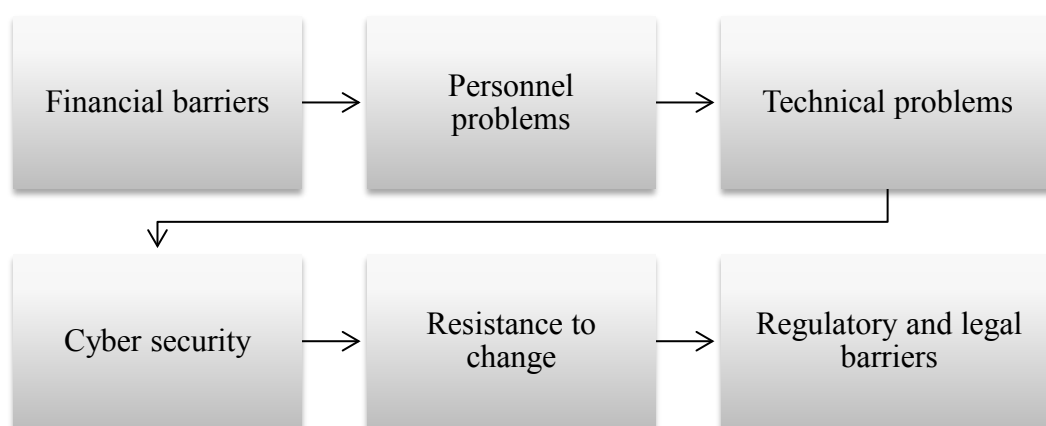 Financial barriers
Personnel
problems
Technical problems
Cyber security
Resistance to
change
Regulatory and legal
barriers